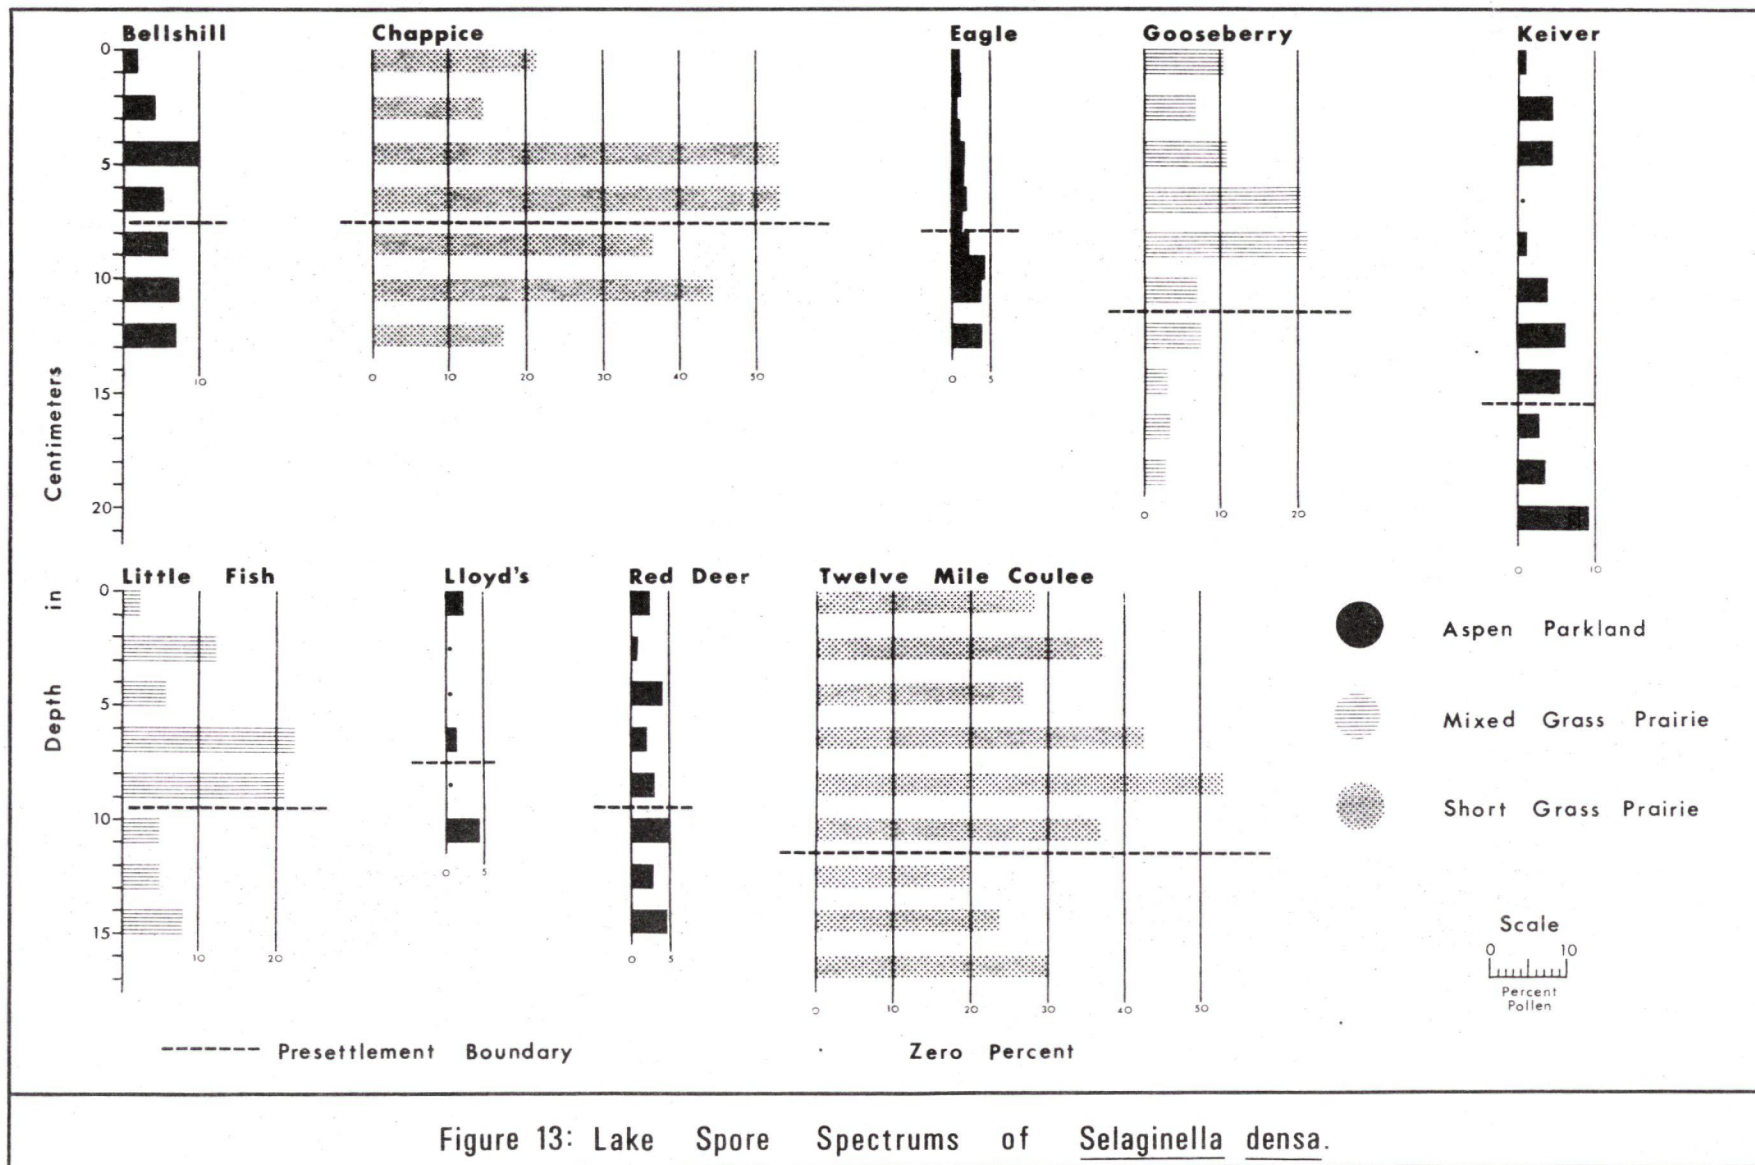 Bellshill Chappice Eagle Gooseberry Keiver
0
5
10
15
20
Centimeters
10
0 10 20 30 40 50
0 5
0 10 20
0 10
Depth in
Little Fish Lloyd's Red Deer Twelve Mile Coulee
0
5
10
15
10 20
0 5
0 5
0 10 20 30 40 50
Aspen Parkland
Mixed Grass Prairie
Short Grass Prairie
Scale
0 10
Percent
Pollen
Presettlement Boundary
Zero Percent
Figure 13: Lake Spore Spectrums of Selaginella densa.